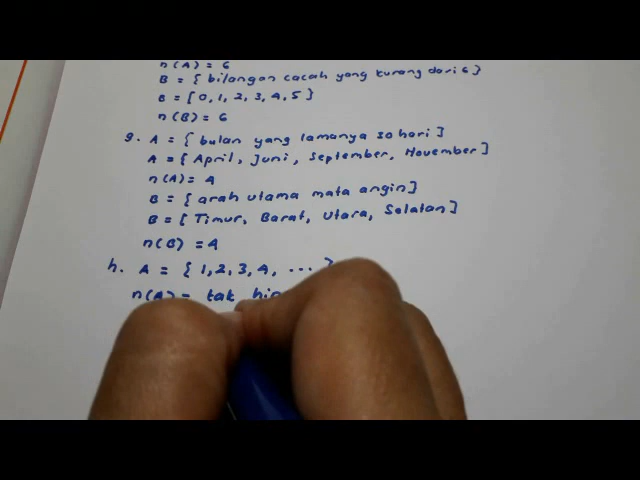 n(A) = 6
B = { bilangan cacah yang kurang dari 6 }
B = { 0, 1, 2, 3, 4, 5 }
n(B) = 6
g. A = { bulan yang lamanya 30 hari }
A = { April, Juni, September, November }
n(A) = 4
B = { arah utama mata angin }
B = { Timur, Barat, Utara, Selatan }
n(B) = 4
h. A = { 1, 2, 3, 4, ... }
n(A) = tak